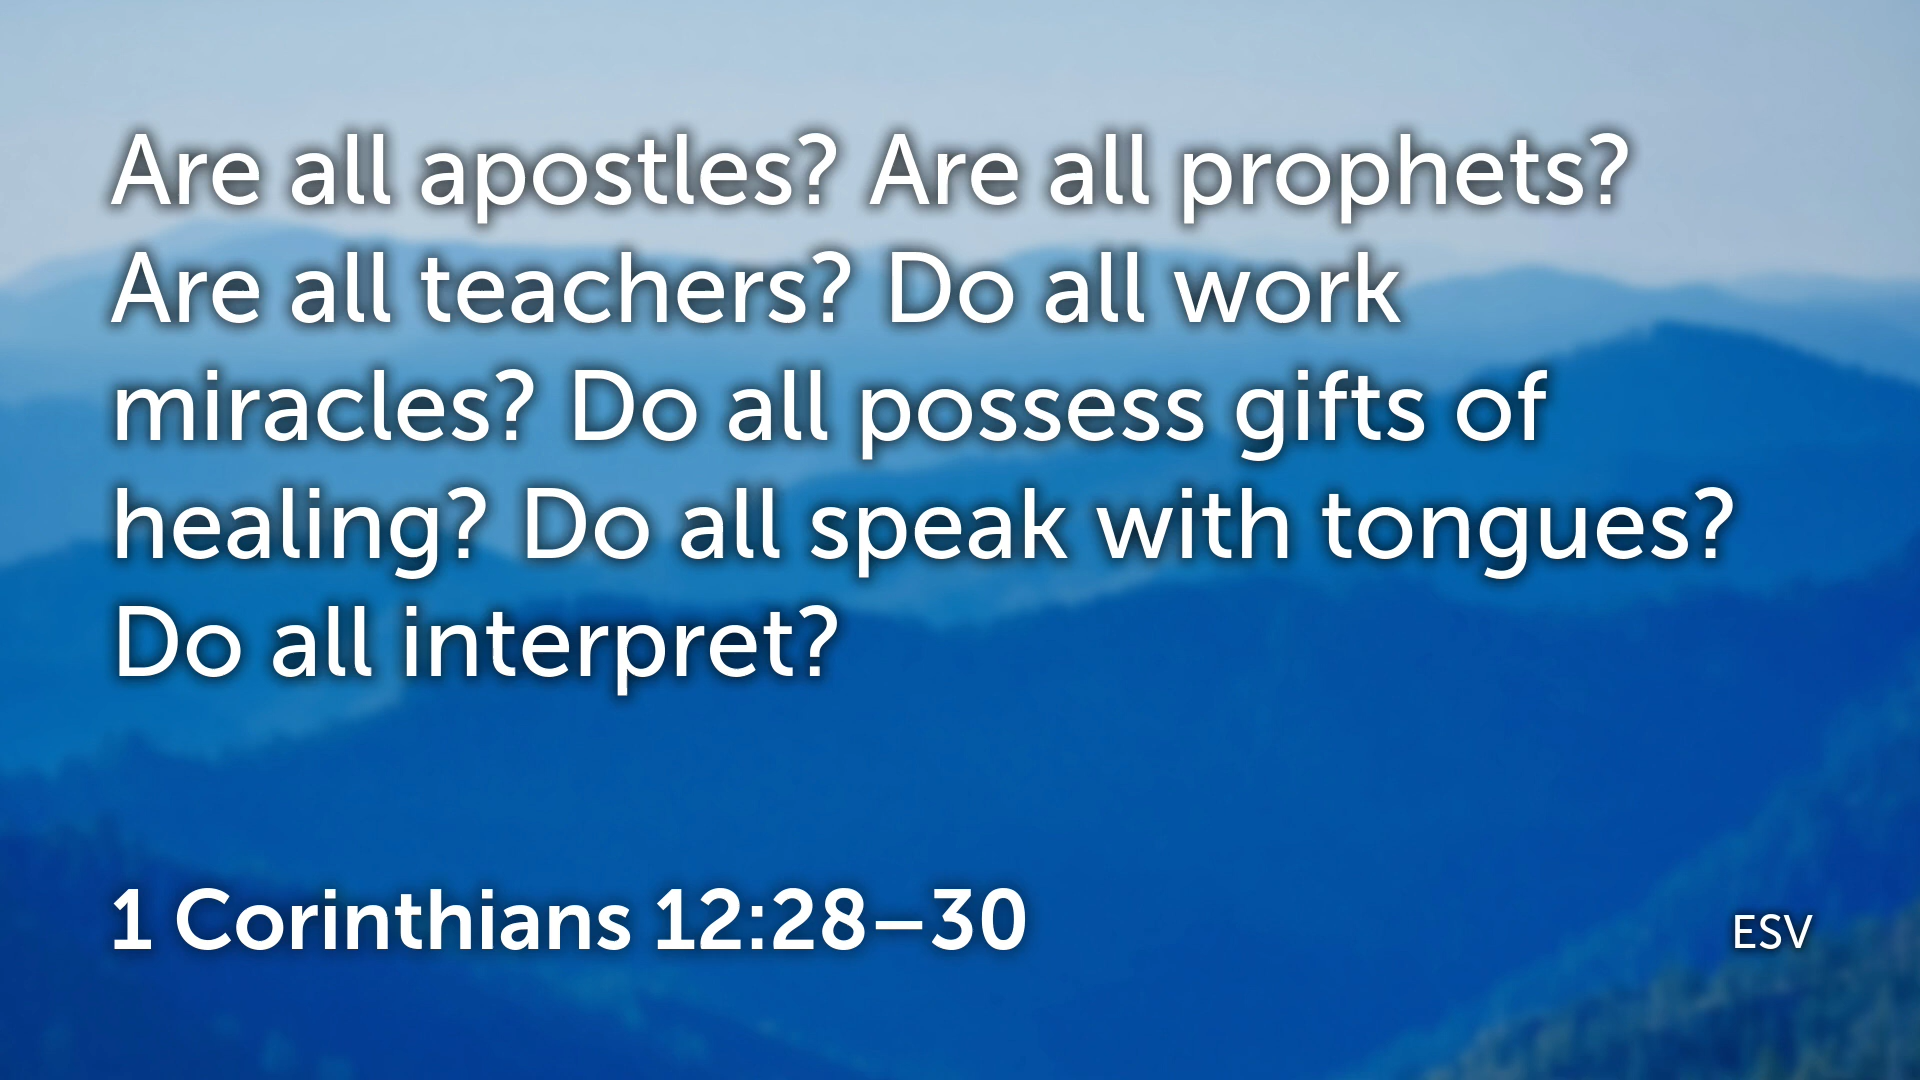 Are all apostles? Are all prophets?
Are all teachers? Do all work
miracles? Do all possess gifts of
healing? Do all speak with tongues?
Do all interpret?
1 Corinthians 12:28–30
ESV